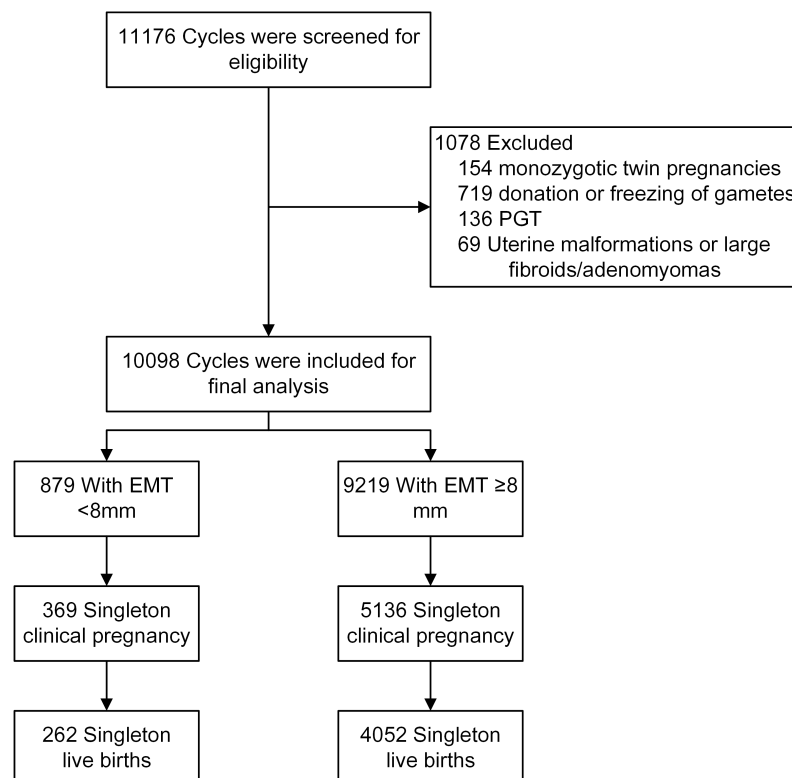 11176 Cycles were screened for
eligibility
1078 Excluded
154 monozygotic twin pregnancies
719 donation or freezing of gametes
136 PGT
69 Uterine malformations or large
fibroids/adenomyomas
10098 Cycles were included for
final analysis
879 With EMT
<8mm
9219 With EMT ≥8
mm
369 Singleton
clinical pregnancy
5136 Singleton
clinical pregnancy
262 Singleton
live births
4052 Singleton
live births